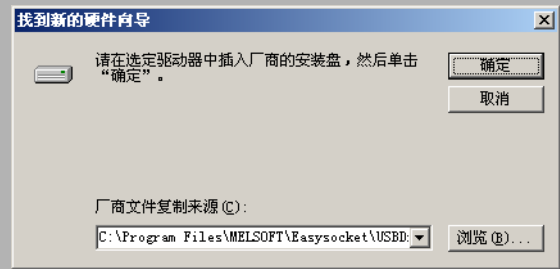 找到新的硬件向导
请在选定驱动器中插入厂商的安装盘，然后单击
“确定”。
确定
取消
厂商文件复制来源(C):
C:\Program Files\MELSOFT\Easysocket\USBD:
浏览(B)...